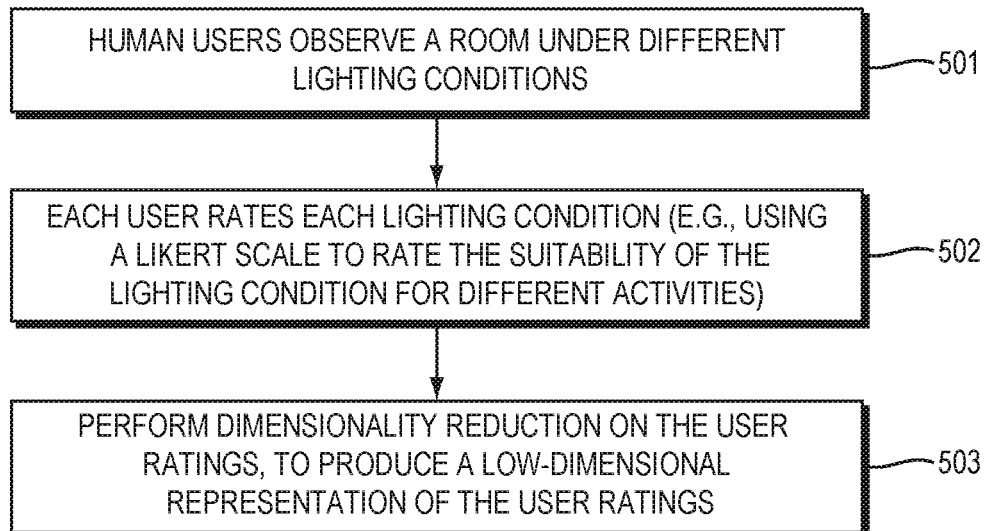 HUMAN USERS OBSERVE A ROOM UNDER DIFFERENT
LIGHTING CONDITIONS
501
EACH USER RATES EACH LIGHTING CONDITION (E.G., USING
A LIKERT SCALE TO RATE THE SUITABILITY OF THE
LIGHTING CONDITION FOR DIFFERENT ACTIVITIES)
502
PERFORM DIMENSIONALITY REDUCTION ON THE USER
RATINGS, TO PRODUCE A LOW-DIMENSIONAL
REPRESENTATION OF THE USER RATINGS
503